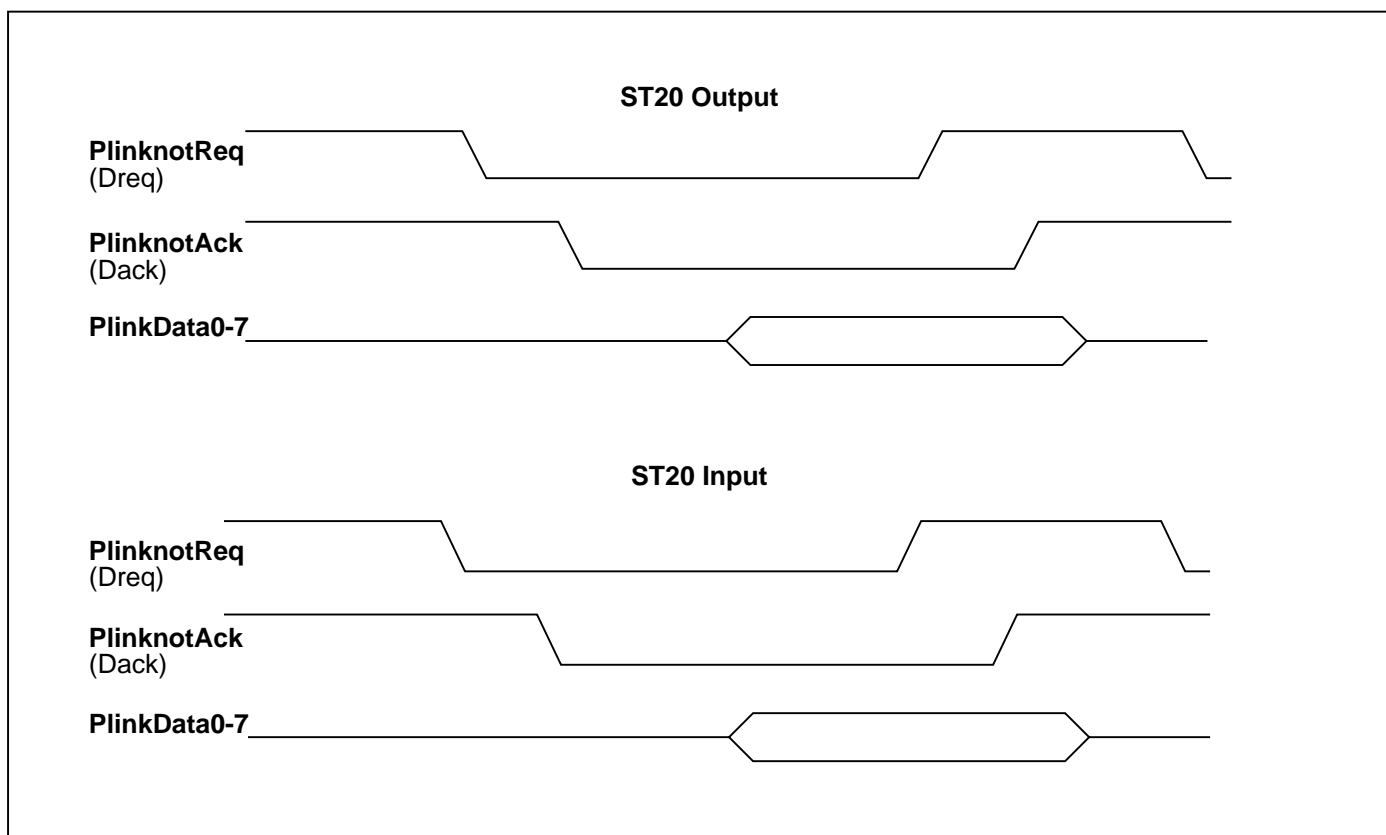 ST20 Output
PlinknotReq
(Dreq)
PlinknotAck
(Dack)
PlinkData0-7
ST20 Input
PlinknotReq
(Dreq)
PlinknotAck
(Dack)
PlinkData0-7